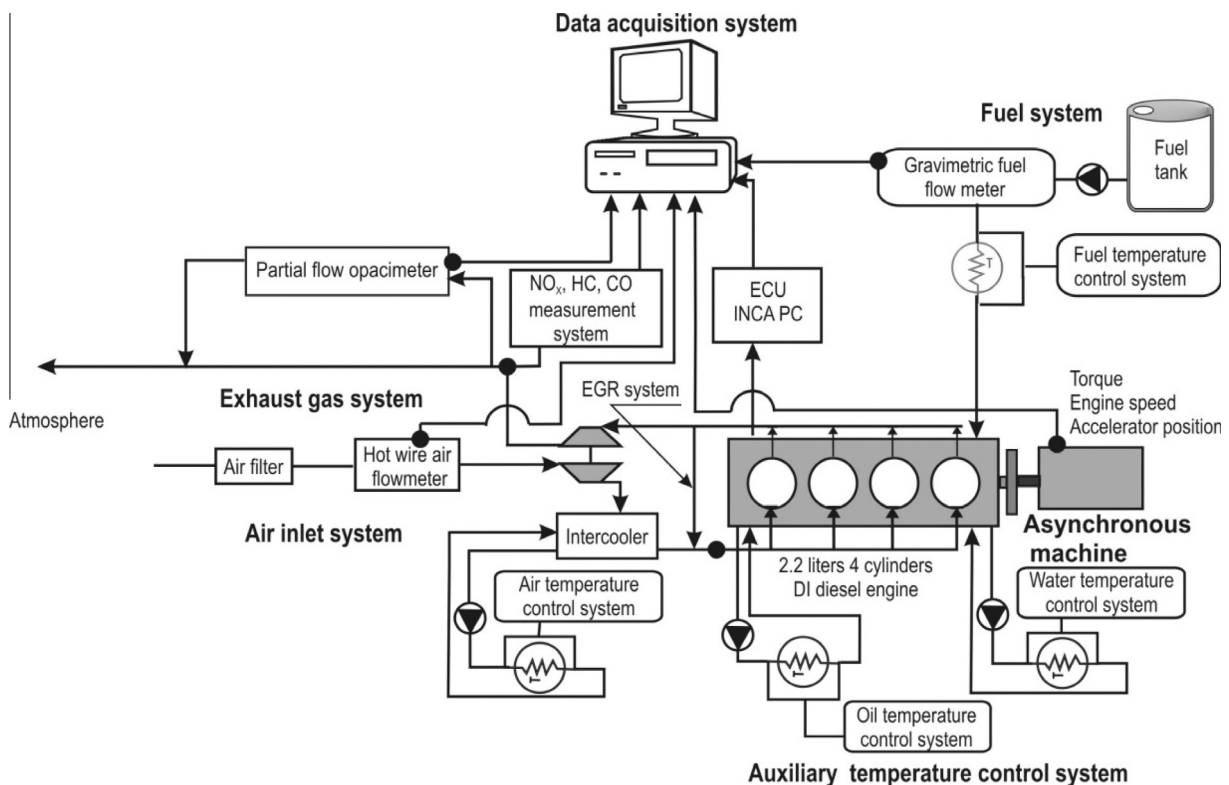 Data acquisition system
Fuel system
Fuel
tank
Gravimetric fuel
flow meter
Partial flow opacimeter
NOx, HC, CO
measurement
system
ECU
INCA PC
T
Fuel temperature
control system
Atmosphere
Exhaust gas system
EGR system
Torque
Engine speed
Accelerator position
Air filter
Hot wire air
flowmeter
Air inlet system
Intercooler
Asynchronous
machine
2.2 liters 4 cylinders
DI diesel engine
Air temperature
control system
Water temperature
control system
T
T
T
Oil temperature
control system
Auxiliary temperature control system